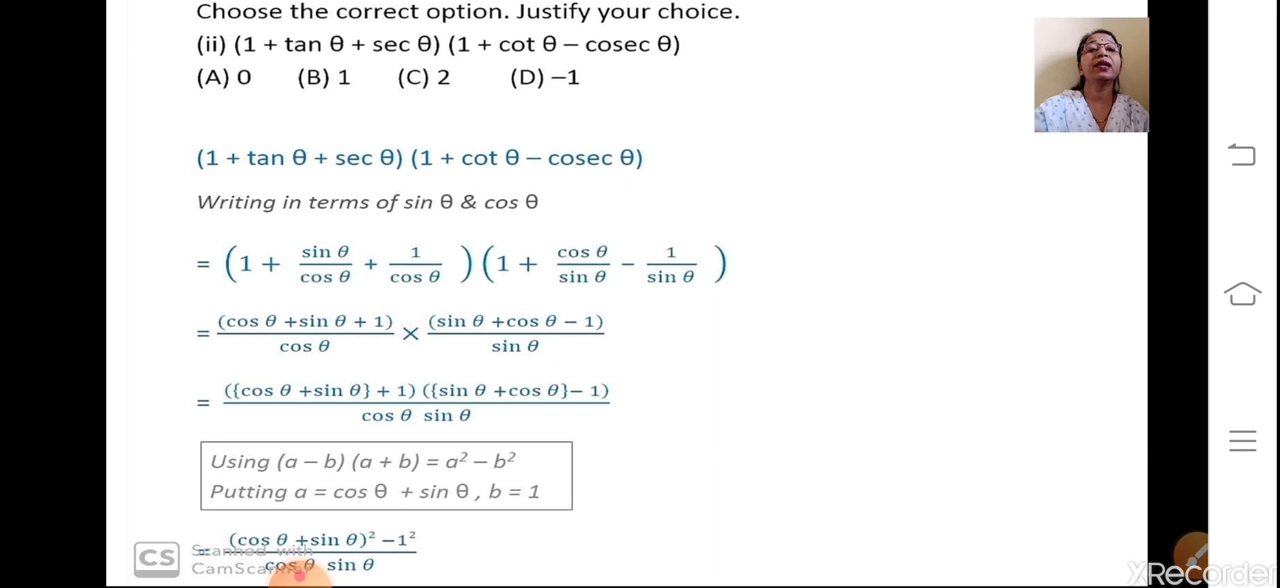 Choose the correct option. Justify your choice.
(ii) (1 + tan θ + sec θ) (1 + cot θ – cosec θ)
(A) 0 (B) 1 (C) 2 (D) –1
(1 + tan θ + sec θ) (1 + cot θ – cosec θ)
Writing in terms of sin θ & cos θ
= (1 + sin θ/cos θ + 1/cos θ) (1 + cos θ/sin θ – 1/sin θ)
= (cos θ +sin θ + 1)/cos θ × (sin θ +cos θ – 1)/sin θ
= ({cos θ +sin θ} + 1) ({sin θ +cos θ}– 1)/cos θ sin θ
Using (a – b) (a + b) = a² – b²
Putting a = cos θ + sin θ , b = 1
= (cos θ +sin θ)² –1²/cos θ sin θ
CS Scanned with
CamScanner
XRecorder